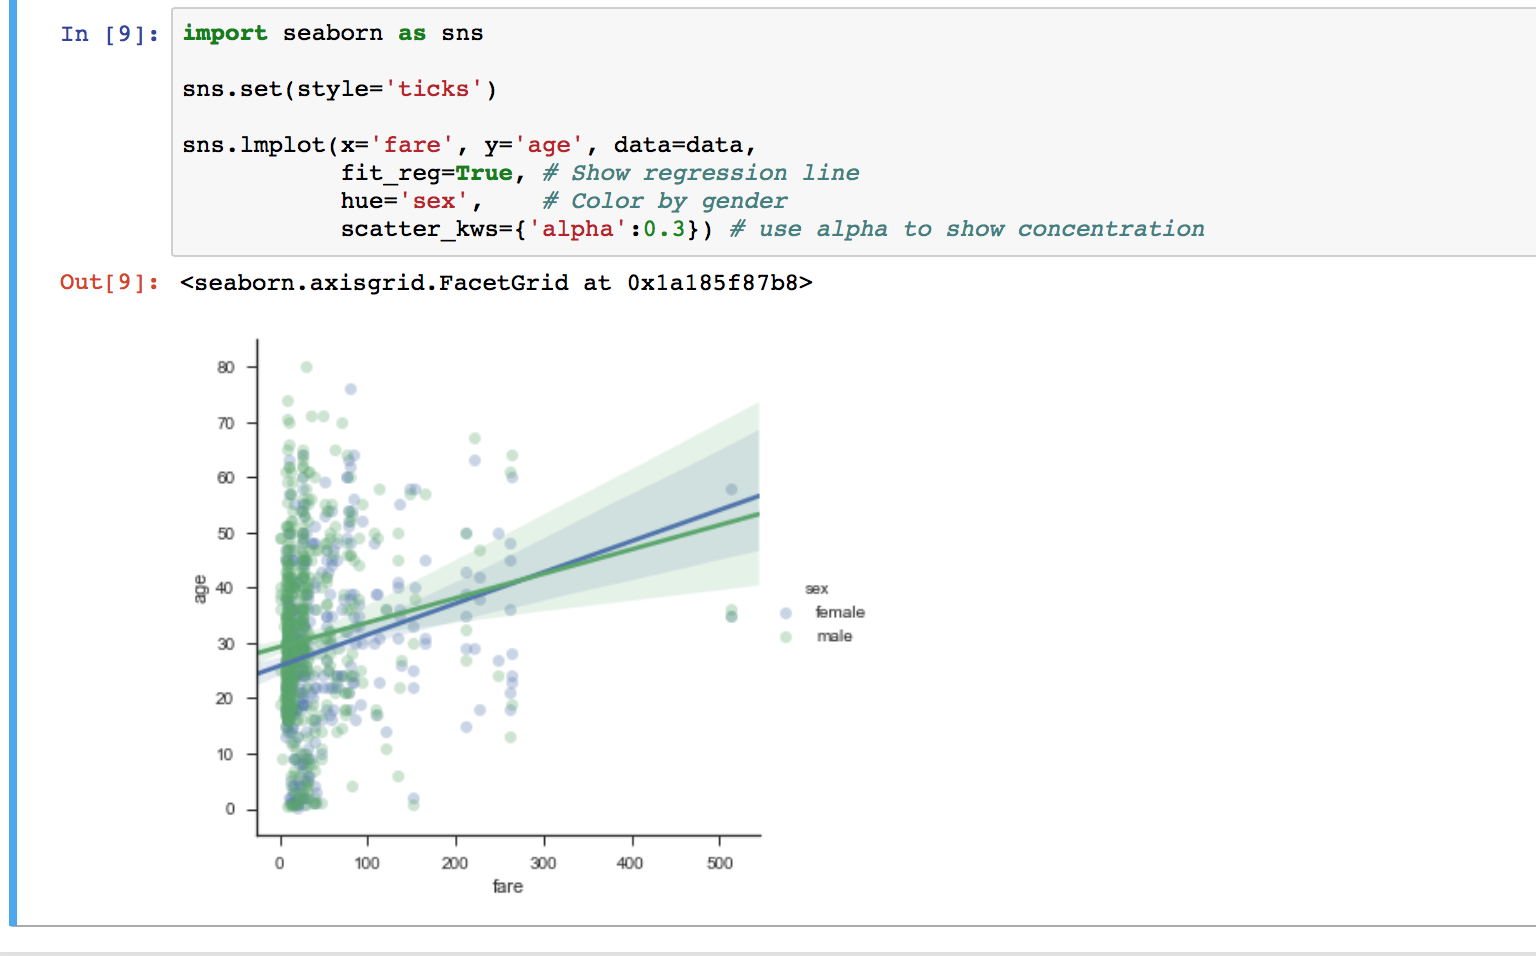 In [9]:
import seaborn as sns
sns.set(style='ticks')
sns.lmplot(x='fare', y='age', data=data,
fit_reg=True, # Show regression line
hue='sex', # Color by gender
scatter_kws={'alpha':0.3}) # use alpha to show concentration
Out[9]:
<seaborn.axisgrid.FacetGrid at 0x1a185f87b8>
80
70
60
50
40
30
20
10
0
age
0 100 200 300 400 500
fare
sex
female
male